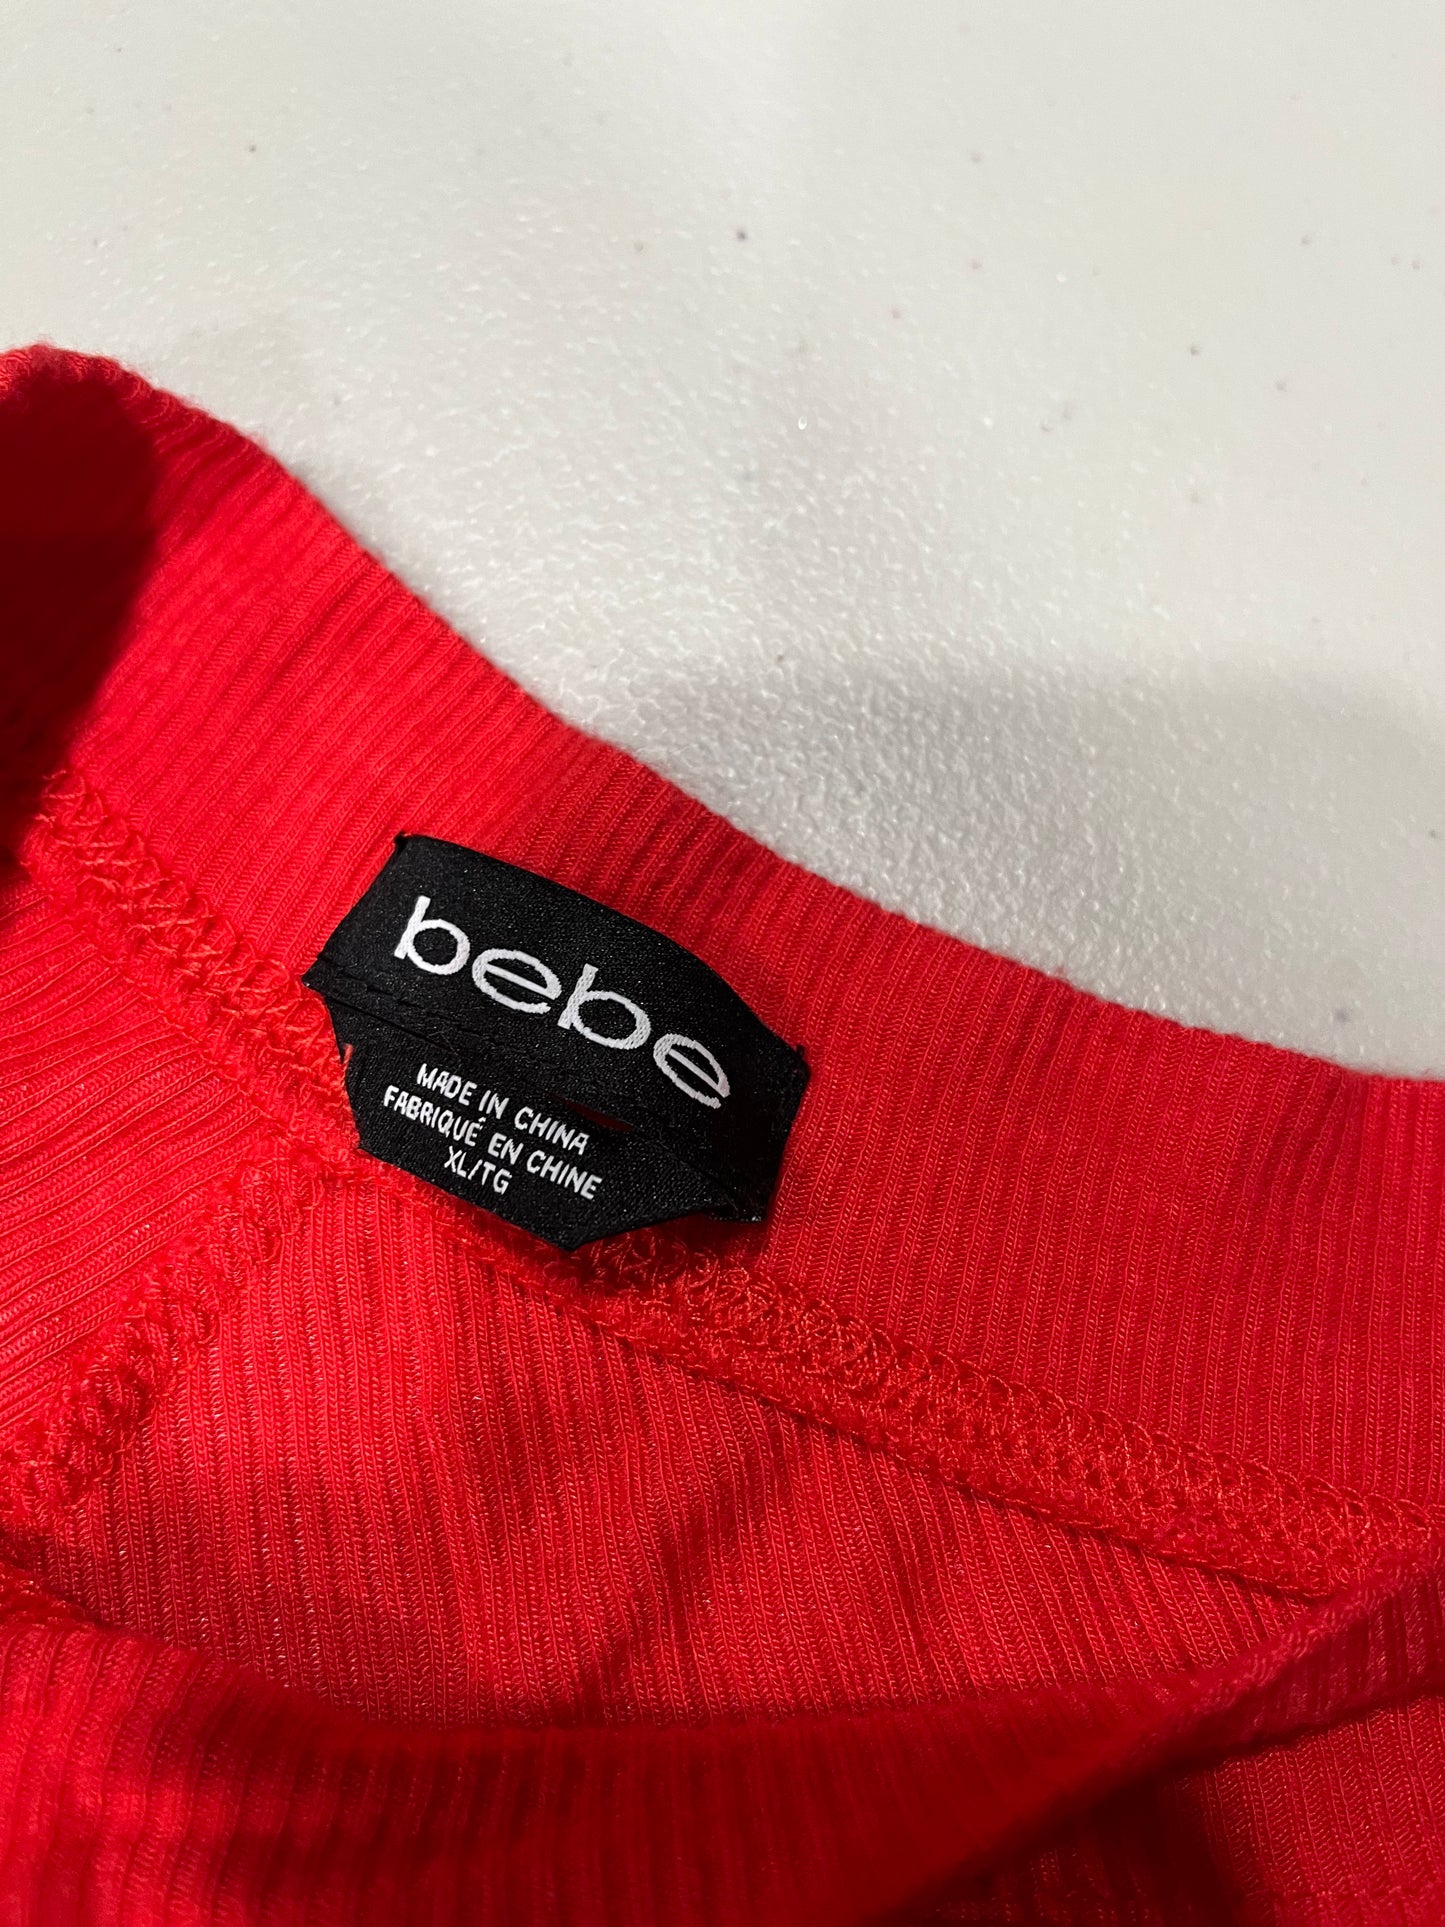 bebe
MADE IN CHINA
FABRIQUÉ EN CHINE
XL/TG